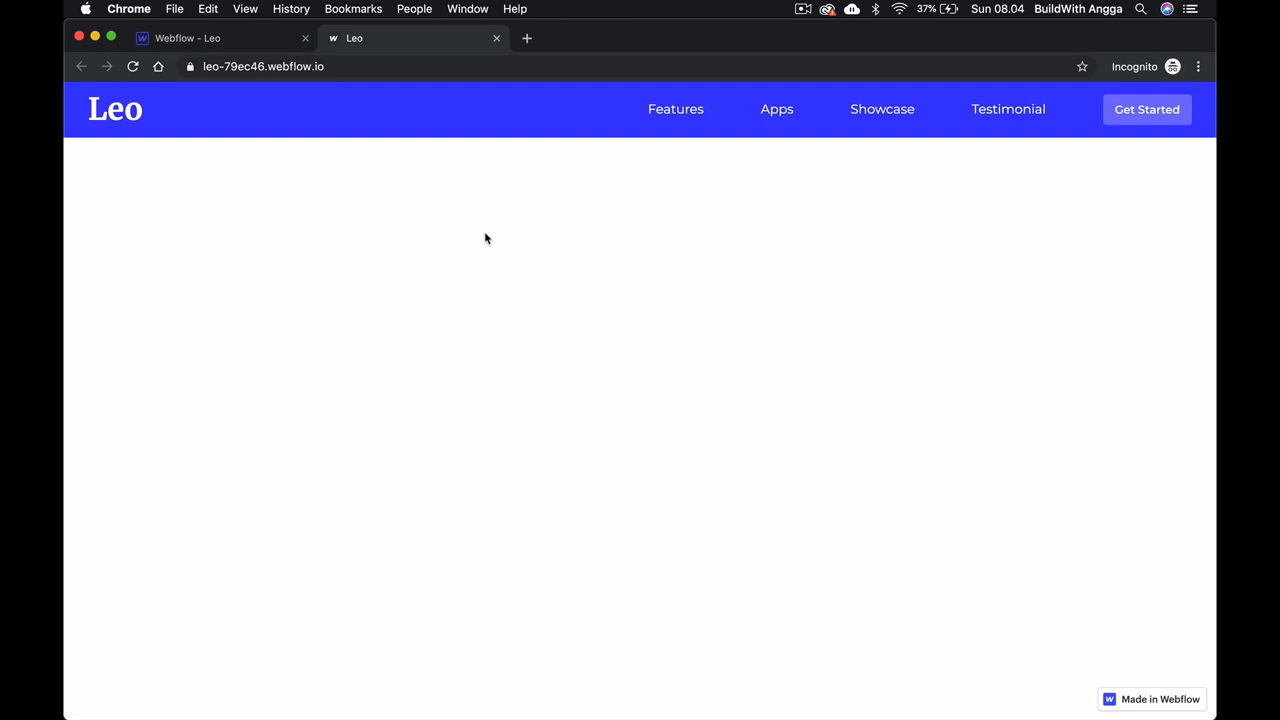 Chrome File Edit View History Bookmarks People Window Help 37% Sun 08.04 BuildWith Angga
Webflow - Leo Leo
leo-79ec46.webflow.io Incognito
Leo Features Apps Showcase Testimonial Get Started
Made in Webflow